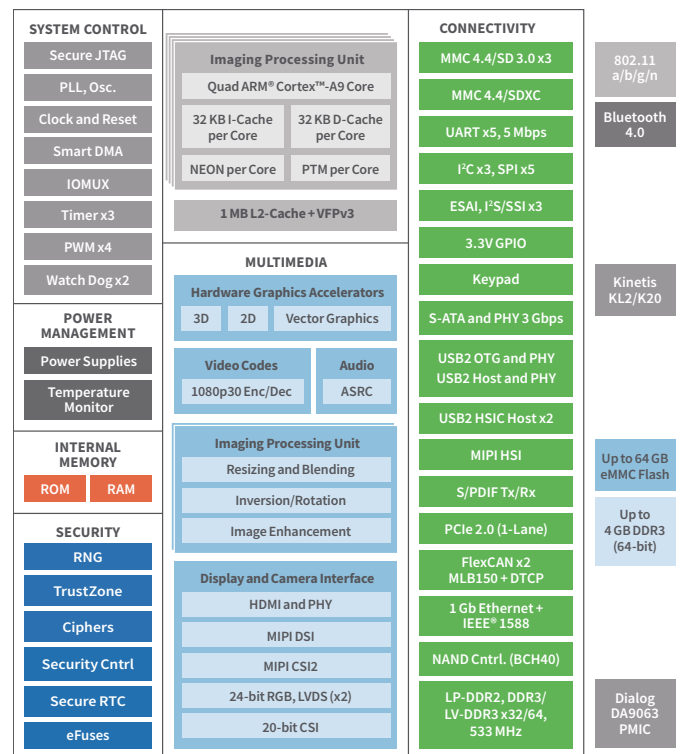 SYSTEM CONTROL
Secure JTAG
PLL, Osc.
Clock and Reset
Smart DMA
IOMUX
Timer x3
PWM x4
Watch Dog x2
POWER
MANAGEMENT
Power Supplies
Temperature
Monitor
INTERNAL
MEMORY
ROM
RAM
SECURITY
RNG
TrustZone
Ciphers
Security Cntrl
Secure RTC
eFuses
Imaging Processing Unit
Quad ARM® Cortex™-A9 Core
32 KB I-Cache
per Core
32 KB D-Cache
per Core
NEON per Core
PTM per Core
1 MB L2-Cache + VFPv3
MULTIMEDIA
Hardware Graphics Accelerators
3D
2D
Vector Graphics
Video Codes
1080p30 Enc/Dec
Audio
ASRC
Imaging Processing Unit
Resizing and Blending
Inversion/Rotation
Image Enhancement
Display and Camera Interface
HDMI and PHY
MIPI DSI
MIPI CSI2
24-bit RGB, LVDS (x2)
20-bit CSI
CONNECTIVITY
MMC 4.4/SD 3.0 x3
MMC 4.4/SDXC
UART x5, 5 Mbps
I²C x3, SPI x5
ESAI, I²S/SSI x3
3.3V GPIO
Keypad
S-ATA and PHY 3 Gbps
USB2 OTG and PHY
USB2 Host and PHY
USB2 HSIC Host x2
MIPI HSI
S/PDIF Tx/Rx
PCIe 2.0 (1-Lane)
FlexCAN x2
MLB150 + DTCP
1 Gb Ethernet +
IEEE® 1588
NAND Cntrl. (BCH40)
LP-DDR2, DDR3/
LV-DDR3 x32/64,
533 MHz
802.11
a/b/g/n
Bluetooth
4.0
Kinetis
KL2/K20
Up to 64 GB
eMMC Flash
Up to
4 GB DDR3
(64-bit)
Dialog
DA9063
PMIC